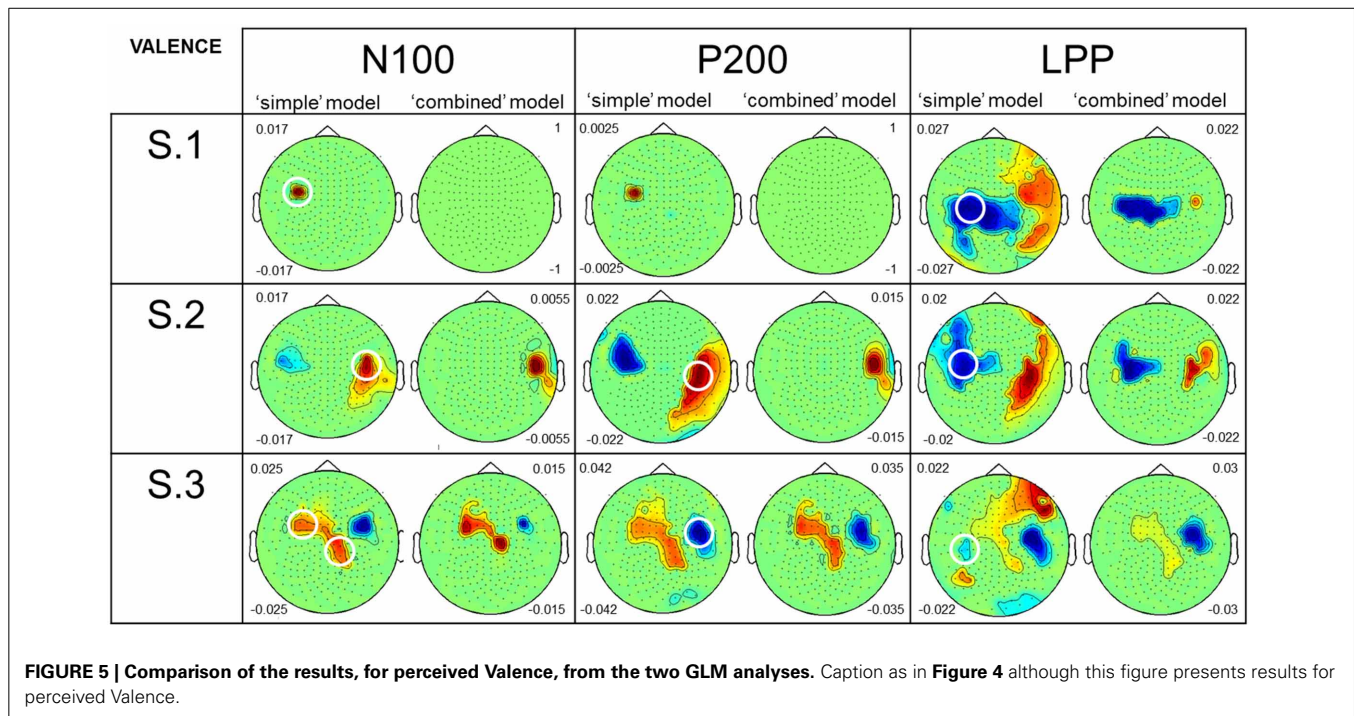 VALENCE
N100 P200 LPP
'simple' model 'combined' model 'simple' model 'combined' model 'simple' model 'combined' model
S.1
0.017 1 0.0025 1 0.027 0.022
-0.017 -1 -0.0025 -1 -0.027 -0.022
S.2
0.017 0.0055 0.022 0.015 0.02 0.022
-0.017 -0.0055 -0.022 -0.015 -0.02 -0.022
S.3
0.025 0.015 0.042 0.035 0.022 0.03
-0.025 -0.015 -0.042 -0.035 -0.022 -0.03
FIGURE 5 | Comparison of the results, for perceived Valence, from the two GLM analyses. Caption as in Figure 4 although this figure presents results for
perceived Valence.